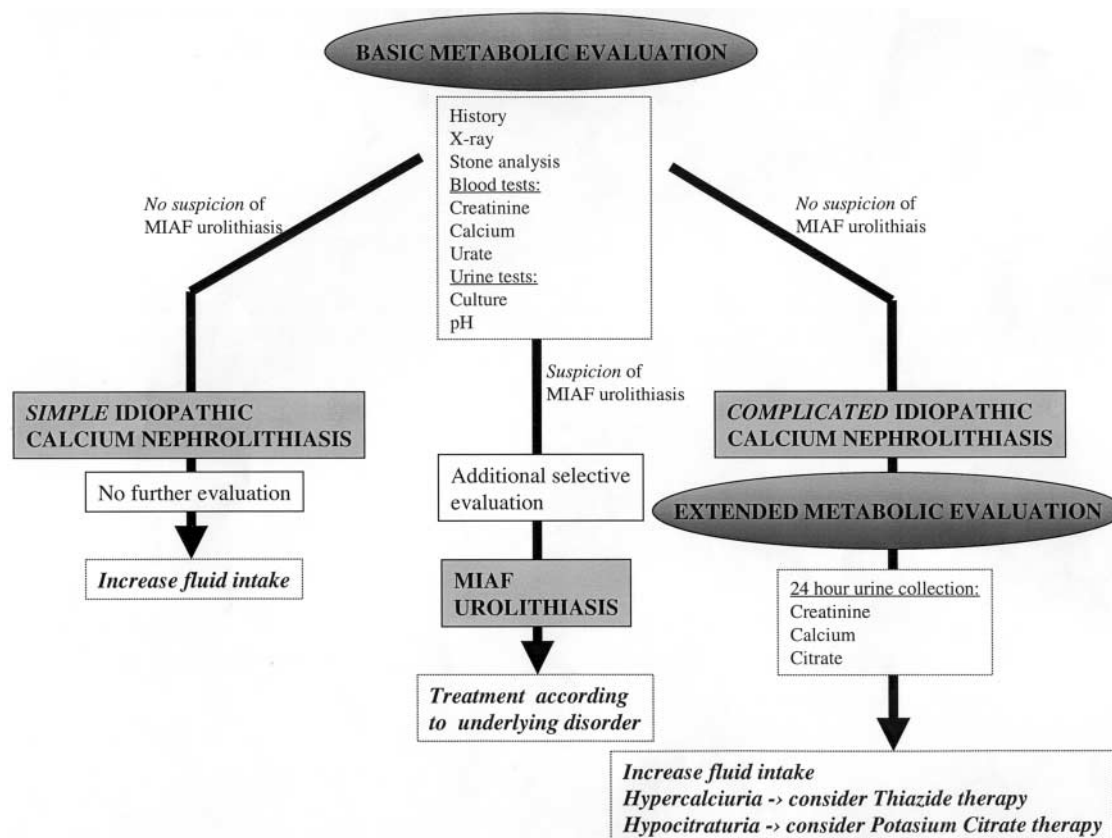 BASIC METABOLIC EVALUATION
History
X-ray
Stone analysis
Blood tests:
Creatinine
Calcium
Urate
Urine tests:
Culture
pH
No suspicion of
MIAF urolithiasis
No suspicion of
MIAF urolithiais
Suspicion of
MIAF urolithiasis
SIMPLE IDIOPATHIC
CALCIUM NEPHROLITHIASIS
No further evaluation
Increase fluid intake
Additional selective
evaluation
MIAF
UROLITHIASIS
Treatment according
to underlying disorder
COMPLICATED IDIOPATHIC
CALCIUM NEPHROLITHIASIS
EXTENDED METABOLIC EVALUATION
24 hour urine collection:
Creatinine
Calcium
Citrate
Increase fluid intake
Hypercalciuria -> consider Thiazide therapy
Hypocitraturia -> consider Potasium Citrate therapy